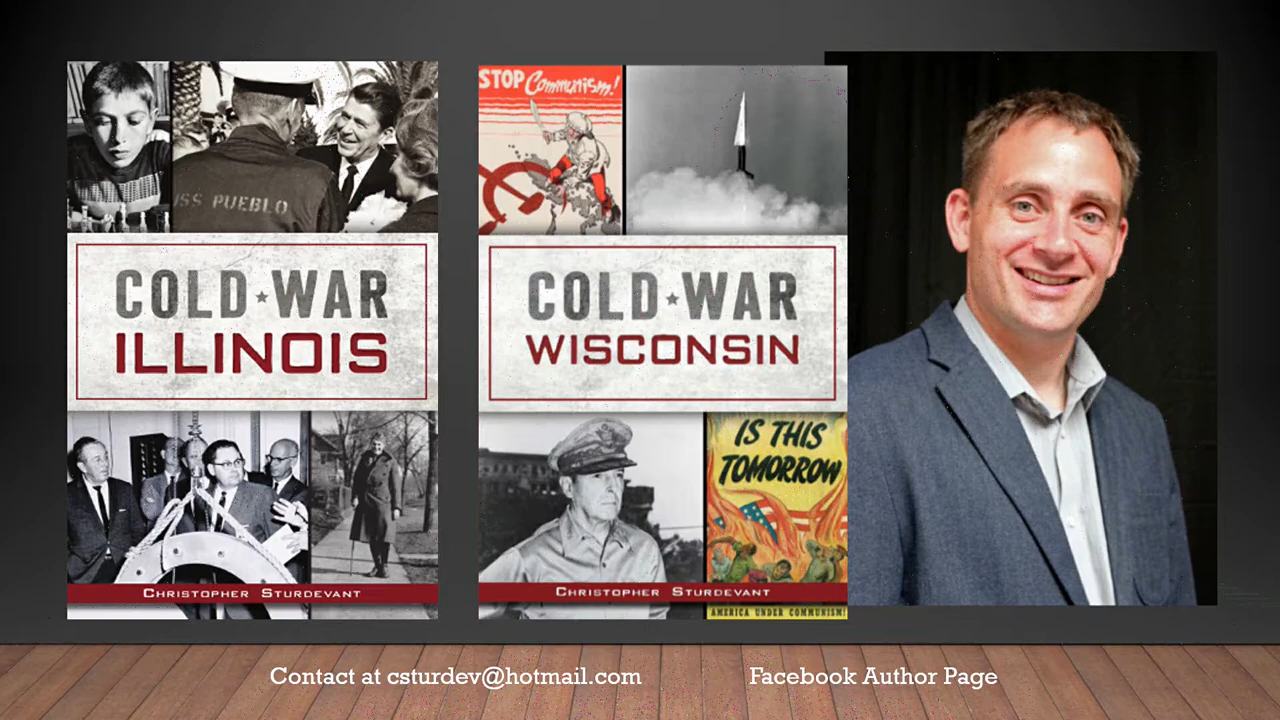 USS PUEBLO
COLD WAR
ILLINOIS
CHRISTOPHER STURDEVANT
STOP Communism!
COLD WAR
WISCONSIN
IS THIS
TOMORROW
CHRISTOPHER STURDEVANT
AMERICA UNDER COMMUNISM!
Contact at csturdev@hotmail.com
Facebook Author Page